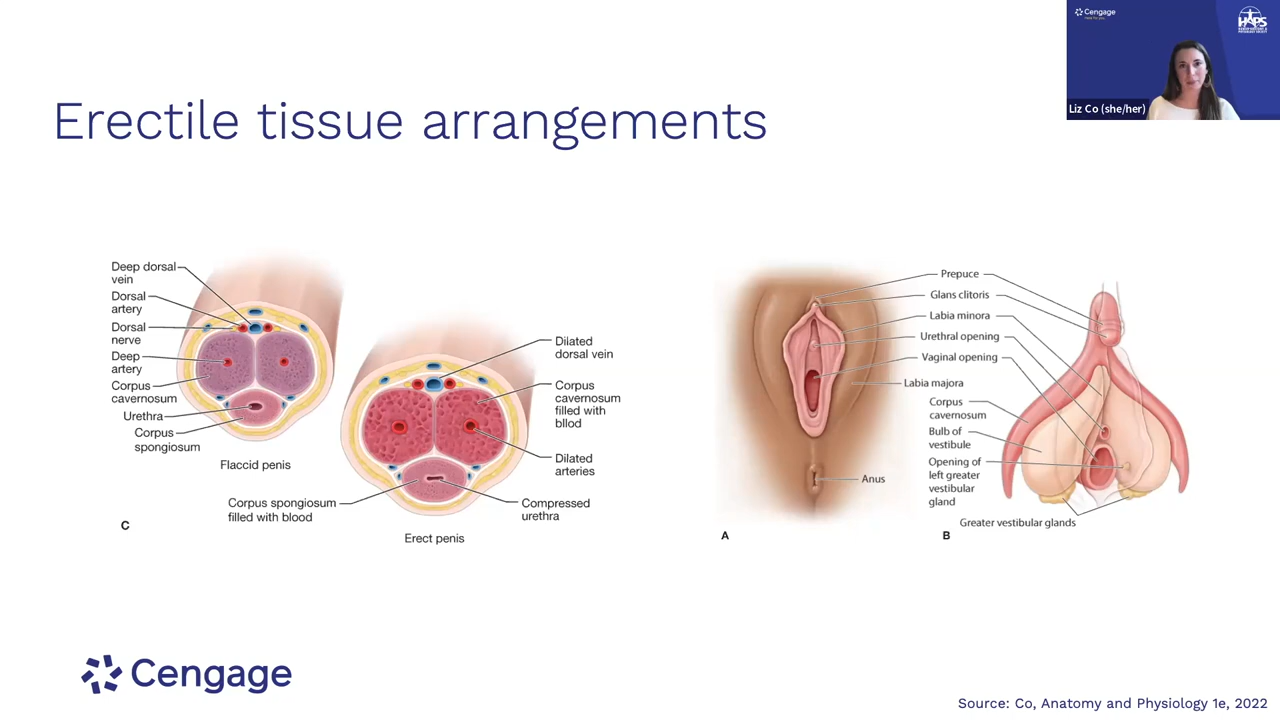 Cengage
HAPS
Liz Co (she/her)
Erectile tissue arrangements
Deep dorsal
vein
Dorsal
artery
Dorsal
nerve
Deep
artery
Corpus
cavernosum
Urethra
Corpus
spongiosum
Flaccid penis
Dilated
dorsal vein
Corpus
cavernosum
filled with
bllod
Dilated
arteries
Corpus spongiosum
filled with blood
Compressed
urethra
C
Erect penis
Prepuce
Glans clitoris
Labia minora
Urethral opening
Vaginal opening
Labia majora
Corpus
cavernosum
Bulb of
vestibule
Opening of
left greater
vestibular
gland
Anus
Greater vestibular glands
A
B
Cengage
Source: Co, Anatomy and Physiology 1e, 2022